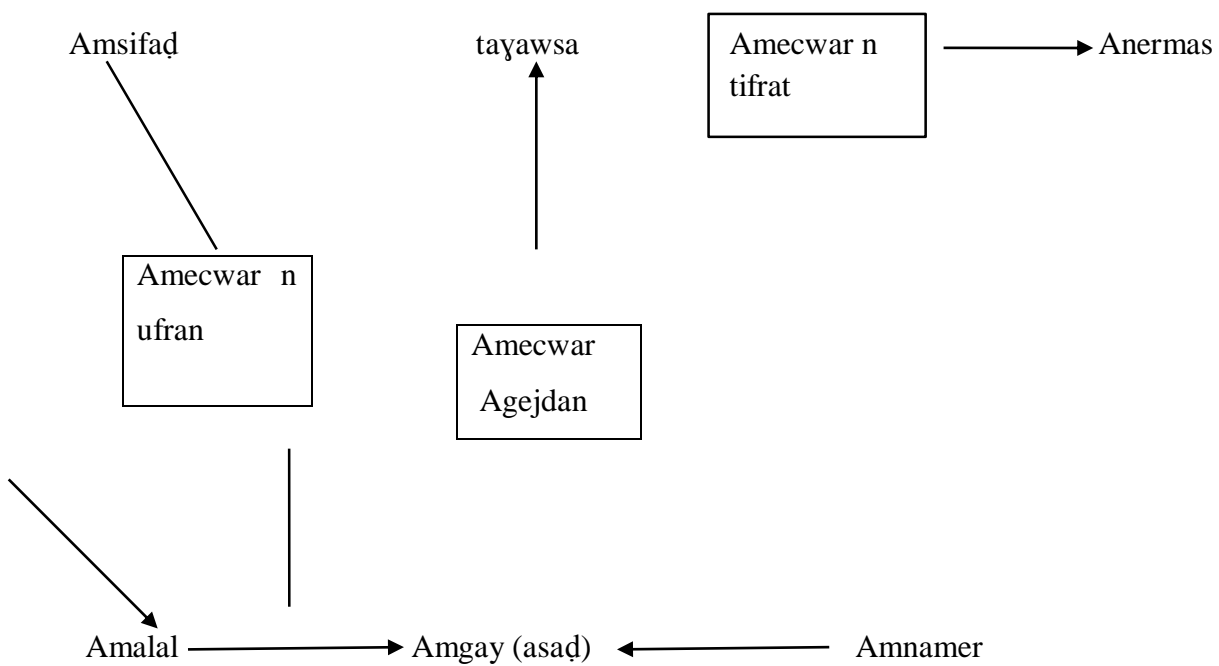 Amsifaḍ
taɣawsa
Amecwar n
tifrat
Anermas
Amecwar n
ufran
Amecwar
Agejdan
Amalal
Amgay (asaḍ)
Amnamer